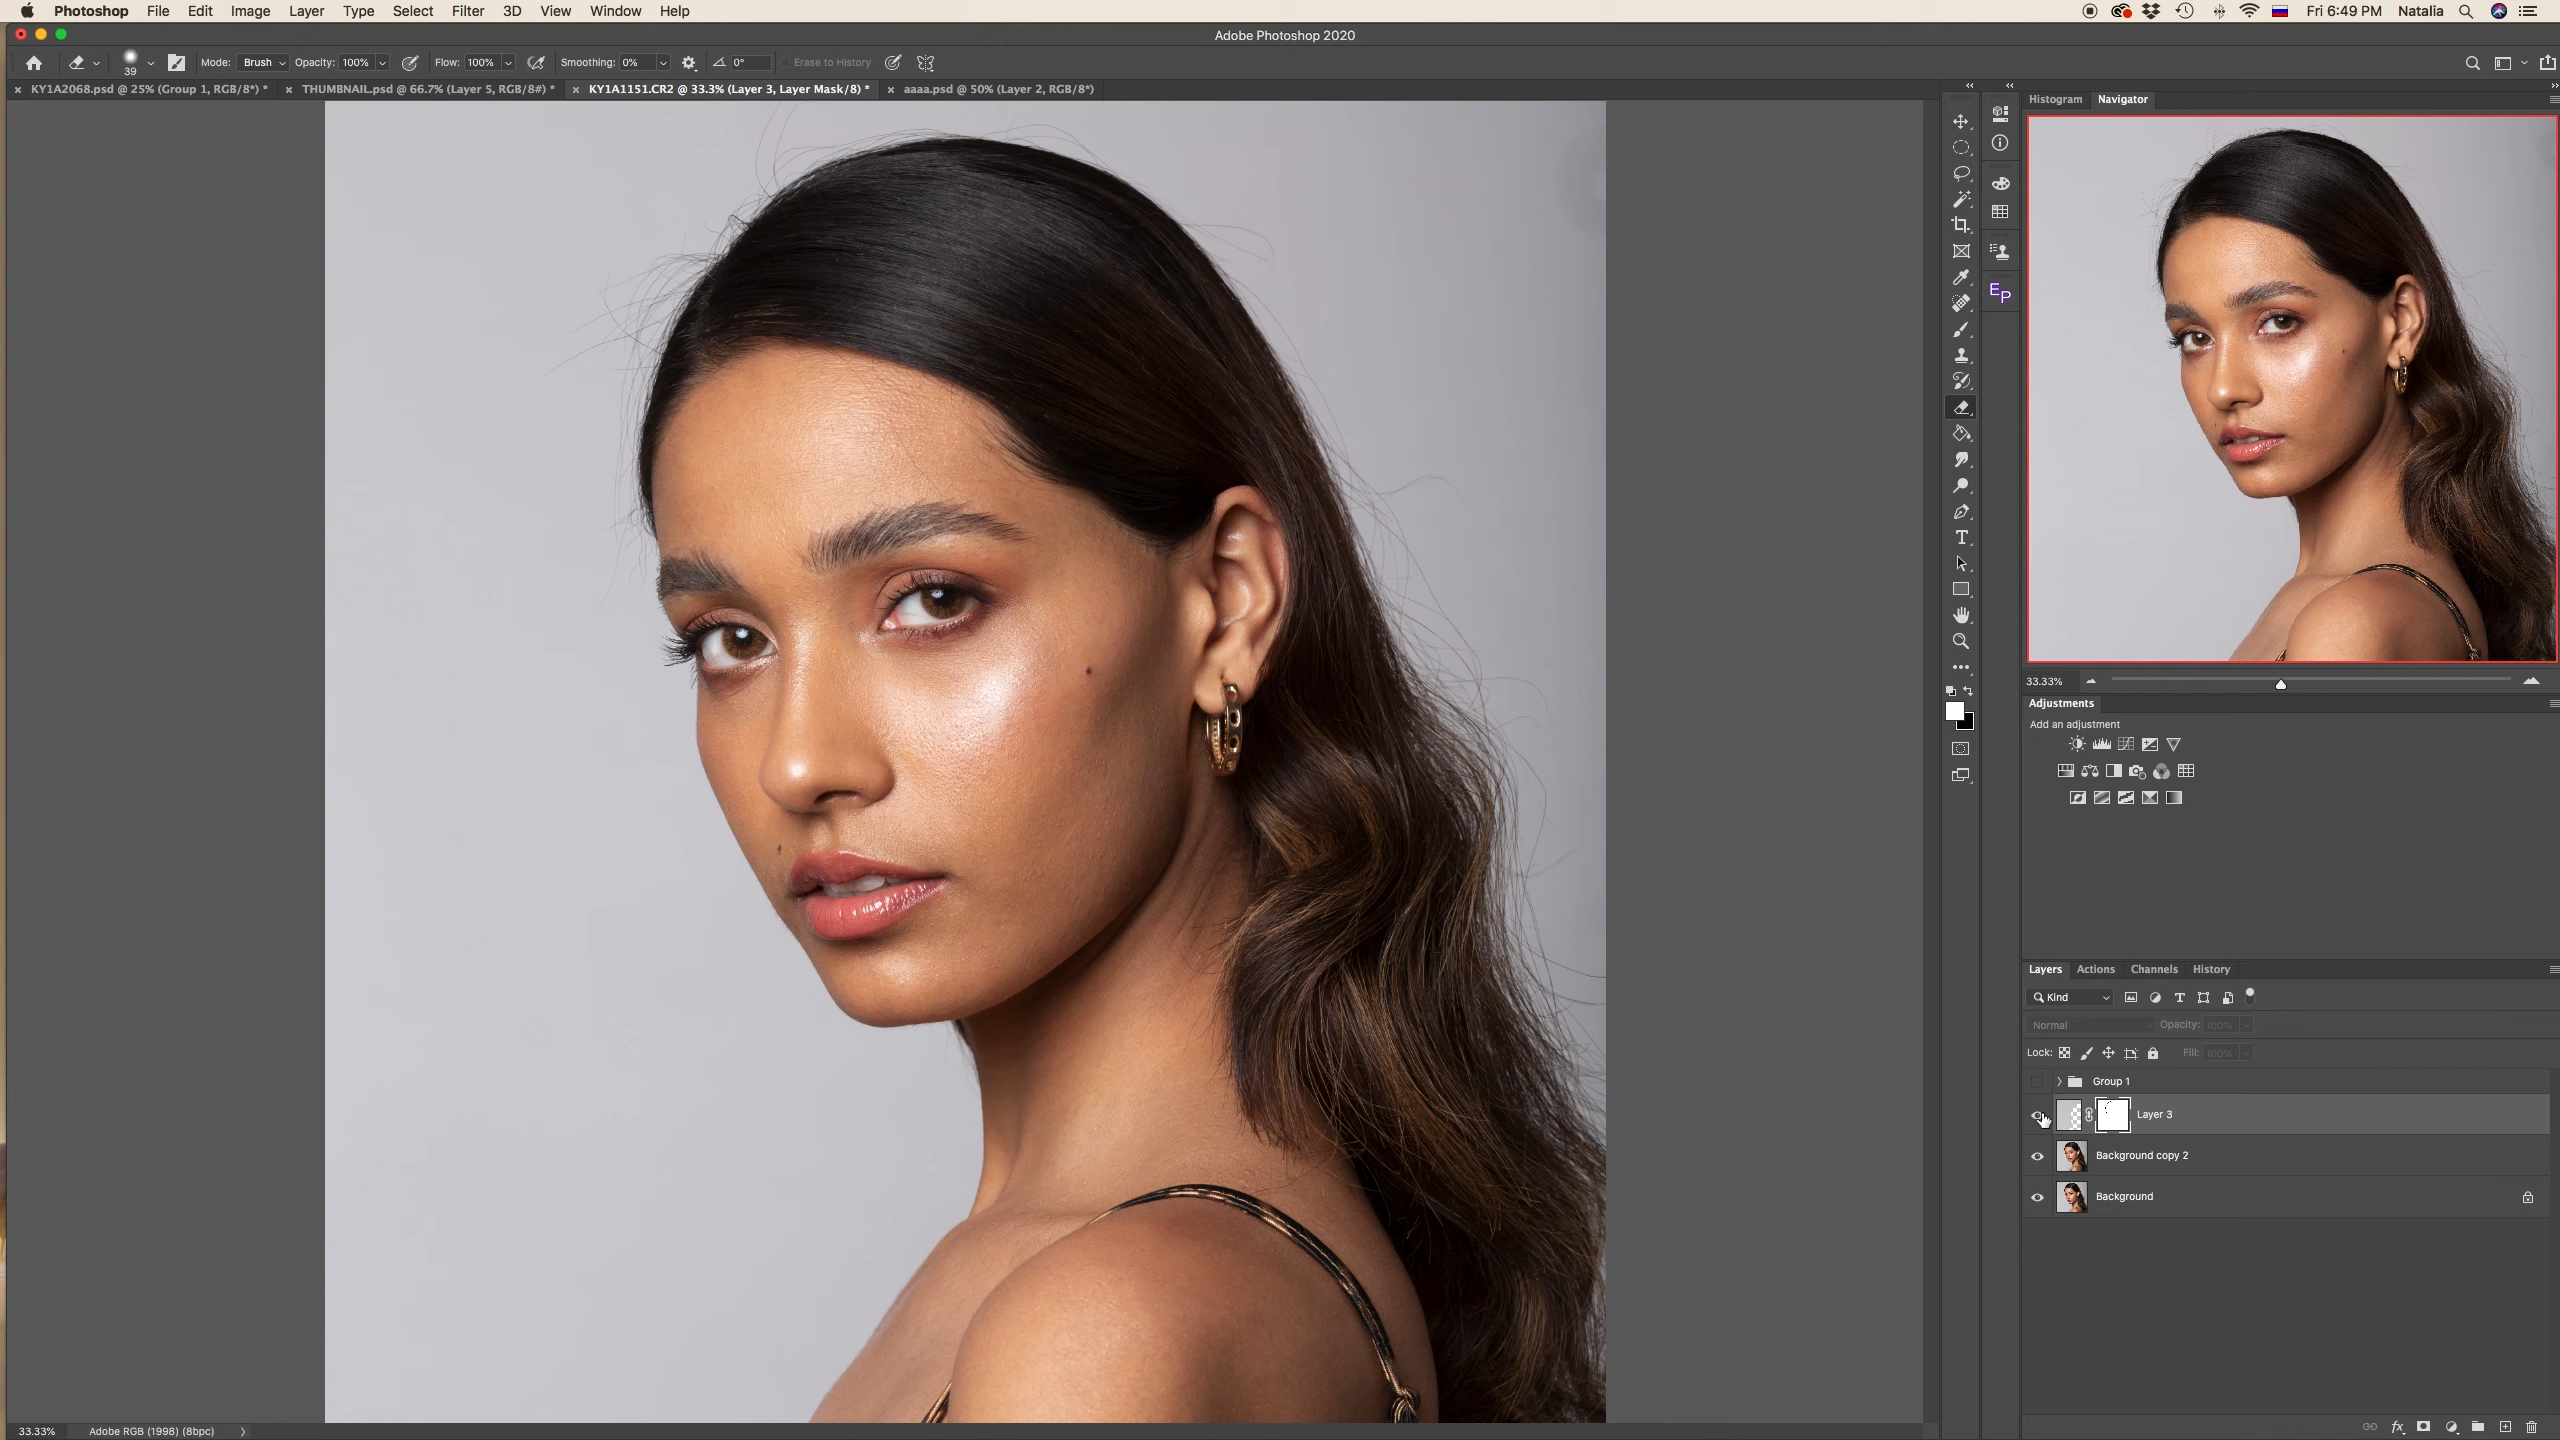 Photoshop File Edit Image Layer Type Select Filter 3D View Window Help Fri 6:49 PM Natalia
Adobe Photoshop 2020
39 Mode: Brush Opacity: 100% Flow: 100% Smoothing: 0% 0° Erase to History
KY1A2068.psd @ 25% (Group 1, RGB/8*) * THUMBNAIL.psd @ 66.7% (Layer 5, RGB/8#) * KY1A1151.CR2 @ 33.3% (Layer 3, Layer Mask/8) * aaaa.psd @ 50% (Layer 2, RGB/8*)
Histogram Navigator
EP
33.33%
Adjustments
Add an adjustment
Layers Actions Channels History
Kind
Normal Opacity: 100%
Lock: Fill: 100%
Group 1
Layer 3
Background copy 2
Background
fx
33.33% Adobe RGB (1998) (8bpc)